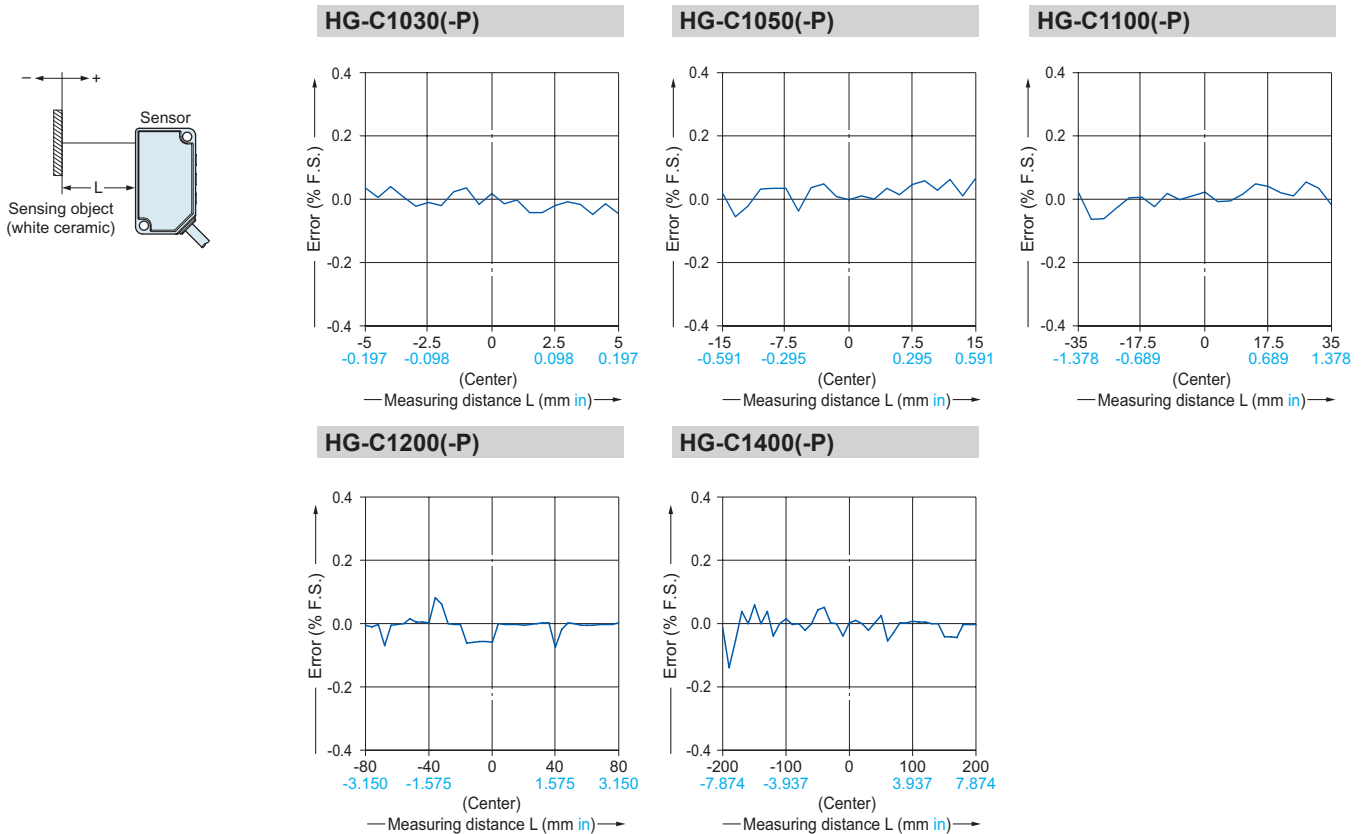 HG-C1030(-P)
HG-C1050(-P)
HG-C1100(-P)
− +
Sensor
L
Sensing object
(white ceramic)
0.4
0.2
0.0
-0.2
-0.4
Error (% F.S.)
-5 -2.5 0 2.5 5
-0.197 -0.098 0.098 0.197
(Center)
Measuring distance L (mm in)
0.4
0.2
0.0
-0.2
-0.4
Error (% F.S.)
-15 -7.5 0 7.5 15
-0.591 -0.295 0.295 0.591
(Center)
Measuring distance L (mm in)
0.4
0.2
0.0
-0.2
-0.4
Error (% F.S.)
-35 -17.5 0 17.5 35
-1.378 -0.689 0.689 1.378
(Center)
Measuring distance L (mm in)
HG-C1200(-P)
HG-C1400(-P)
0.4
0.2
0.0
-0.2
-0.4
Error (% F.S.)
-80 -40 0 40 80
-3.150 -1.575 1.575 3.150
(Center)
Measuring distance L (mm in)
0.4
0.2
0.0
-0.2
-0.4
Error (% F.S.)
-200 -100 0 100 200
-7.874 -3.937 3.937 7.874
(Center)
Measuring distance L (mm in)